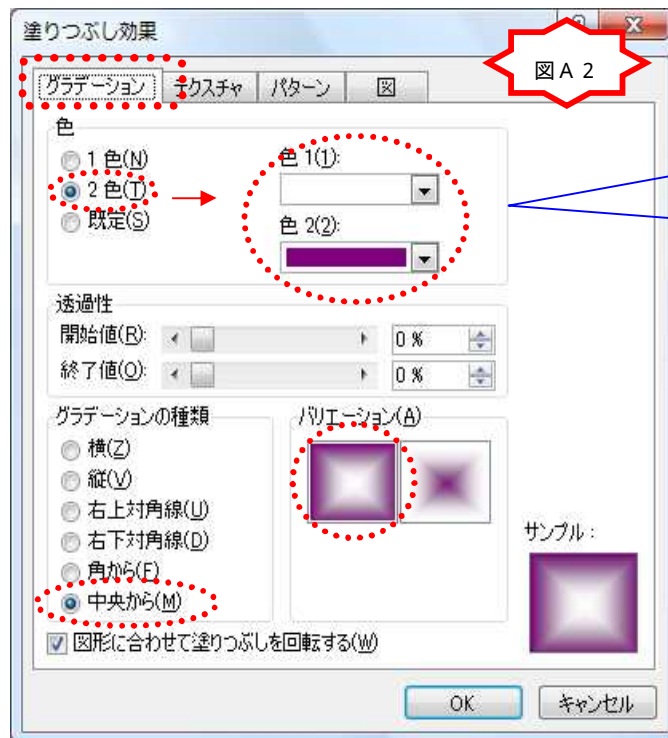 塗りつぶし効果
図A2
グラデーション テクスチャ パターン 図
色
1 色(N)
2 色(T)
既定(S)
色 1(1):
色 2(2):
透過性
開始値(R): 0 %
終了値(O): 0 %
グラデーションの種類
横(Z)
縦(V)
右上対角線(U)
右下対角線(D)
角から(F)
中央から(M)
バリエーション(A)
サンプル:
図形に合わせて塗りつぶしを回転する(W)
OK キャンセル